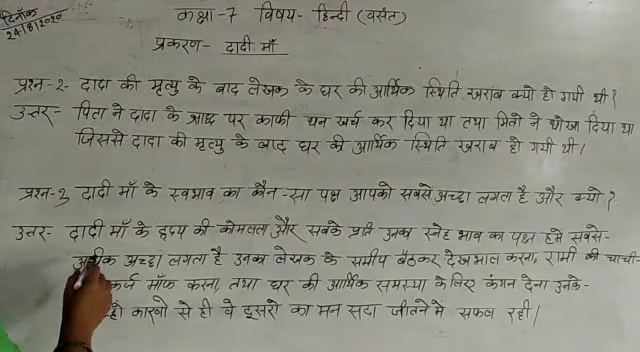 दिनाँक
24/8/2020
कक्षा-7 विषय- हिन्दी (वसंत)
प्रकरण- दादी माँ
प्रश्न-2- दादा की मृत्यु के बाद लेखक के घर की आर्थिक स्थिति खराब क्यो हो गयी थी?
उत्तर- पिता ने दादा के श्राद्ध पर काफी धन खर्च कर दिया था तथा मित्रो ने धोखा दिया था
जिससे दादा की मृत्यु के बाद घर की आर्थिक स्थिति खराब हो गयी थी।
प्रश्न-3 दादी माँ के स्वभाव का कौन-सा पक्ष आपको सबसे अच्छा लगता है और क्यो?
उत्तर- दादी माँ के हृदय की कोमलता और सबके प्रति उनका स्नेह भाव का पक्ष हमे सबसे-
अधीक अच्छा लगता है उनका लेखक के समीप बैठकर देखभाल करना, रामी की चाची-
कर्ज माँफ करना, तथा घर की आर्थिक समस्या के लिए कंगन देना उनके-
ही कारणो से ही वे दूसरो का मन सदा जीतने मे सफल रही।